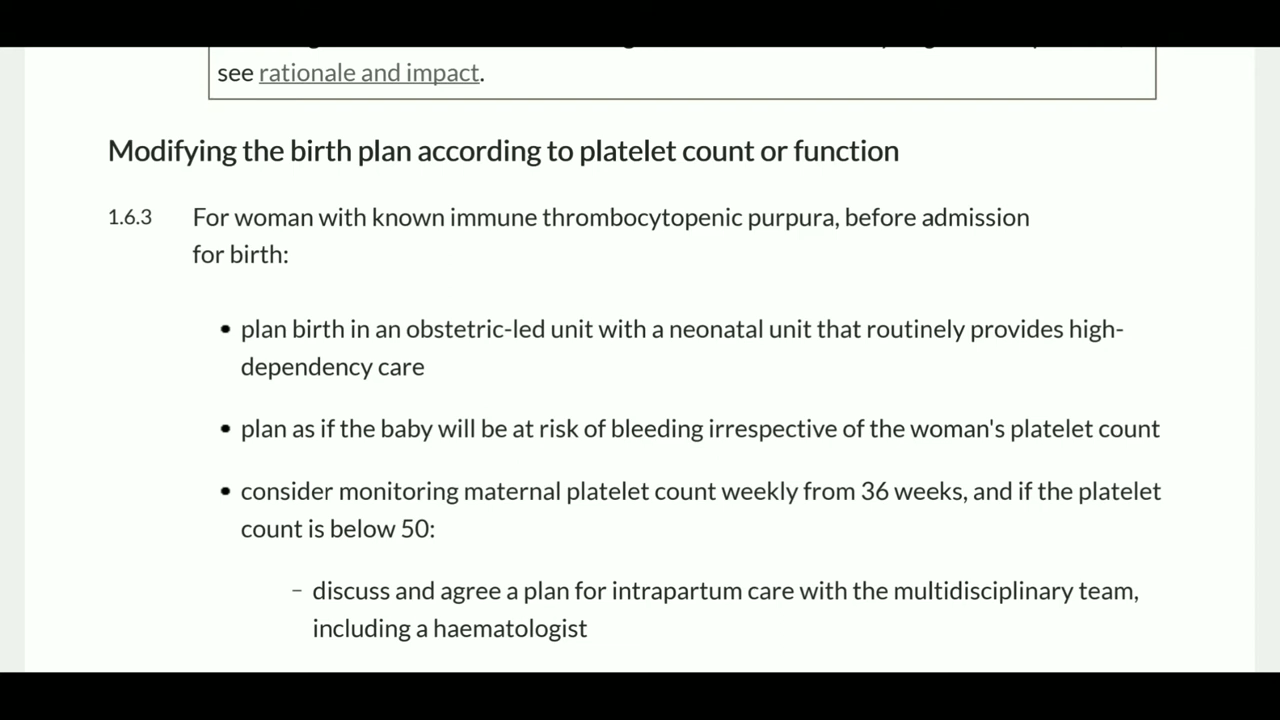 see rationale and impact.
Modifying the birth plan according to platelet count or function
1.6.3 For woman with known immune thrombocytopenic purpura, before admission
for birth:
• plan birth in an obstetric-led unit with a neonatal unit that routinely provides high-
dependency care
• plan as if the baby will be at risk of bleeding irrespective of the woman's platelet count
• consider monitoring maternal platelet count weekly from 36 weeks, and if the platelet
count is below 50:
– discuss and agree a plan for intrapartum care with the multidisciplinary team,
including a haematologist